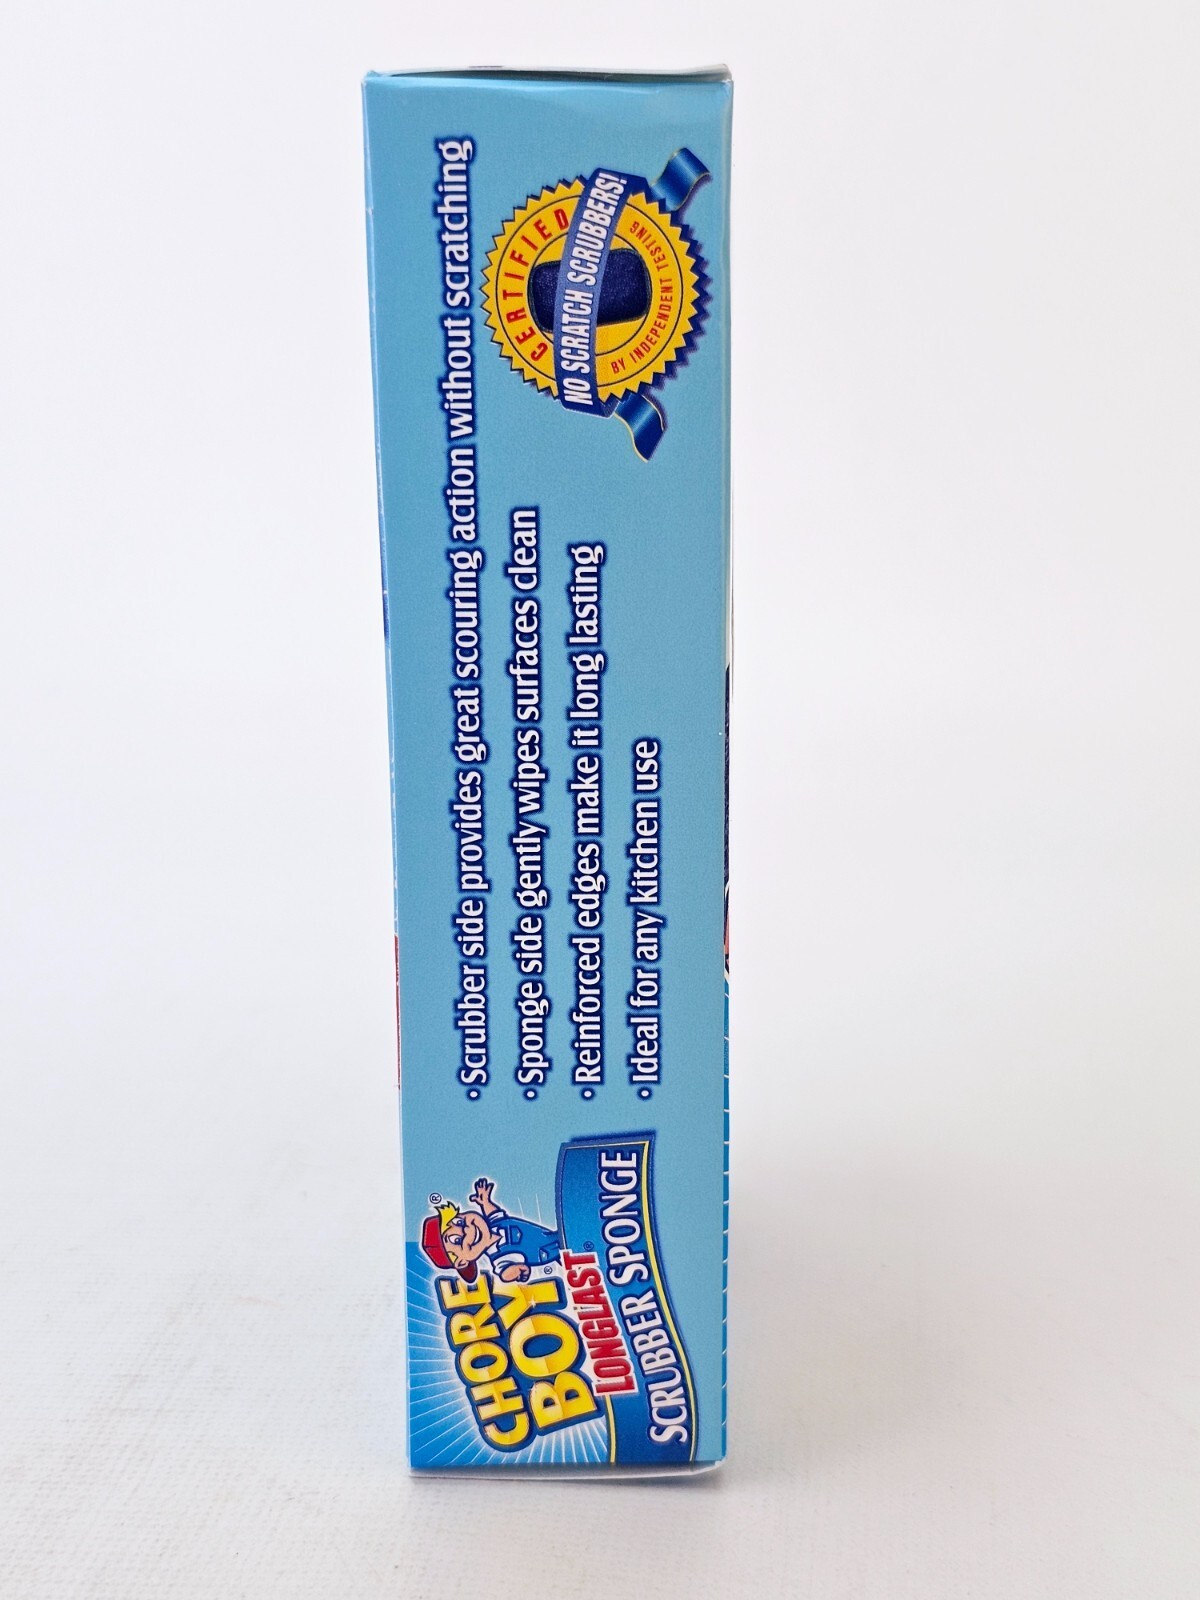 CHORE
BOY®
LONGLAST®
SCRUBBER SPONGE
®
•Scrubber side provides great scouring action without scratching
•Sponge side gently wipes surfaces clean
•Reinforced edges make it long lasting
•Ideal for any kitchen use
CERTIFIED
NO SCRATCH SCRUBBERS!
BY INDEPENDENT TESTING